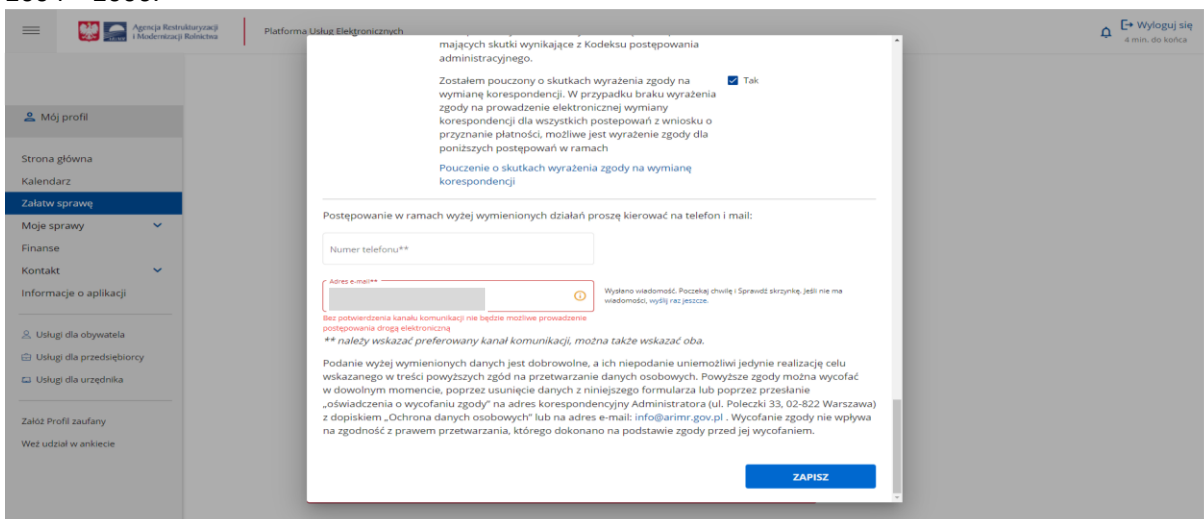 Agencja Restrukturyzacji
i Modernizacji Rolnictwa
Platforma Usług Elektronicznych
Wyloguj się
4 min. do końca
Mój profil
Strona główna
Kalendarz
Załatw sprawę
Moje sprawy
Finanse
Kontakt
Informacje o aplikacji
Usługi dla obywatela
Usługi dla przedsiębiorcy
Usługi dla urzędnika
Załóż Profil zaufany
Weź udział w ankiecie
mających skutki wynikające z Kodeksu postępowania
administracyjnego.
Zostałem pouczony o skutkach wyrażenia zgody na
wymianę korespondencji. W przypadku braku wyrażenia
zgody na prowadzenie elektronicznej wymiany
korespondencji dla wszystkich postepowań z wniosku o
przyznanie płatności, możliwe jest wyrażenie zgody dla
poniższych postępowań w ramach
Tak
Pouczenie o skutkach wyrażenia zgody na wymianę
korespondencji
Postępowanie w ramach wyżej wymienionych działań proszę kierować na telefon i mail:
Numer telefonu**
Adres e-mail**
Wysłano wiadomość. Poczekaj chwilę i Sprawdź skrzynkę. Jeśli nie ma
wiadomości, wyślij raz jeszcze.
Bez potwierdzenia kanału komunikacji nie będzie możliwe prowadzenie
postępowania drogą elektroniczną
** należy wskazać preferowany kanał komunikacji, można także wskazać oba.
Podanie wyżej wymienionych danych jest dobrowolne, a ich niepodanie uniemożliwi jedynie realizację celu
wskazanego w treści powyższych zgód na przetwarzanie danych osobowych. Powyższe zgody można wycofać
w dowolnym momencie, poprzez usunięcie danych z niniejszego formularza lub poprzez przesłanie
„oświadczenia o wycofaniu zgody” na adres korespondencyjny Administratora (ul. Poleczki 33, 02-822 Warszawa)
z dopiskiem „Ochrona danych osobowych” lub na adres e-mail: info@arimr.gov.pl . Wycofanie zgody nie wpływa
na zgodność z prawem przetwarzania, którego dokonano na podstawie zgody przed jej wycofaniem.
ZAPISZ